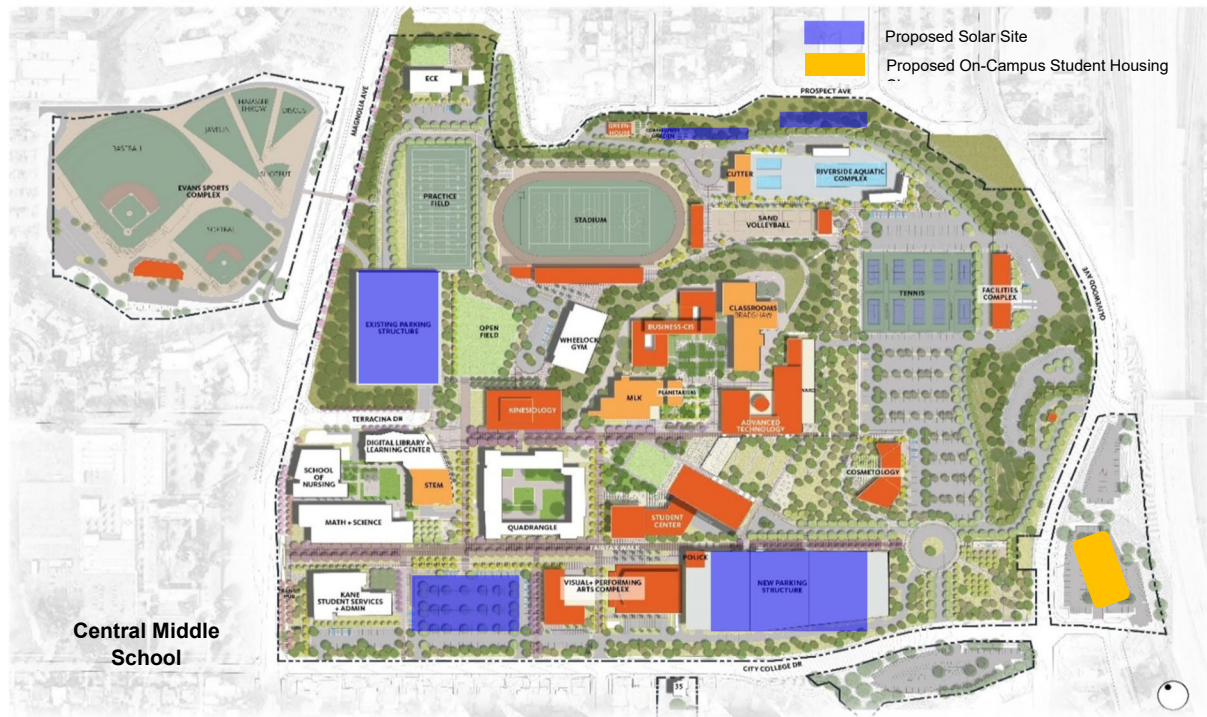 Proposed Solar Site
Proposed On-Campus Student Housing
PROSPECT AVE
MAGNOLIA AVE
ECE
HAMMER
THROW
DISCUS
JAVELIN
SHOTPUT
BASEBALL
EVANS SPORTS
COMPLEX
SOFTBALL
GREEN-
HOUSE
COMMUNITY
GARDEN
CUTTER
RIVERSIDE AQUATIC
COMPLEX
PRACTICE
FIELD
STADIUM
SAND
VOLLEYBALL
OLIVEWOOD AVE
TENNIS
FACILITIES
COMPLEX
EXISTING PARKING
STRUCTURE
OPEN
FIELD
WHEELOCK
GYM
BUSINESS-CIS
CLASSROOMS
BRADSHAW
MLK
PLANETARIUM
KINESIOLOGY
ADVANCED
TECHNOLOGY
TERRACINA DR
DIGITAL LIBRARY +
LEARNING CENTER
SCHOOL
OF
NURSING
STEM
MATH + SCIENCE
QUADRANGLE
STUDENT
CENTER
COSMETOLOGY
FAIRFAX WALK
POLICE
KANE
STUDENT SERVICES
+ ADMIN
VISUAL+ PERFORMING
ARTS COMPLEX
NEW PARKING
STRUCTURE
Central Middle
School
CITY COLLEGE DR
35